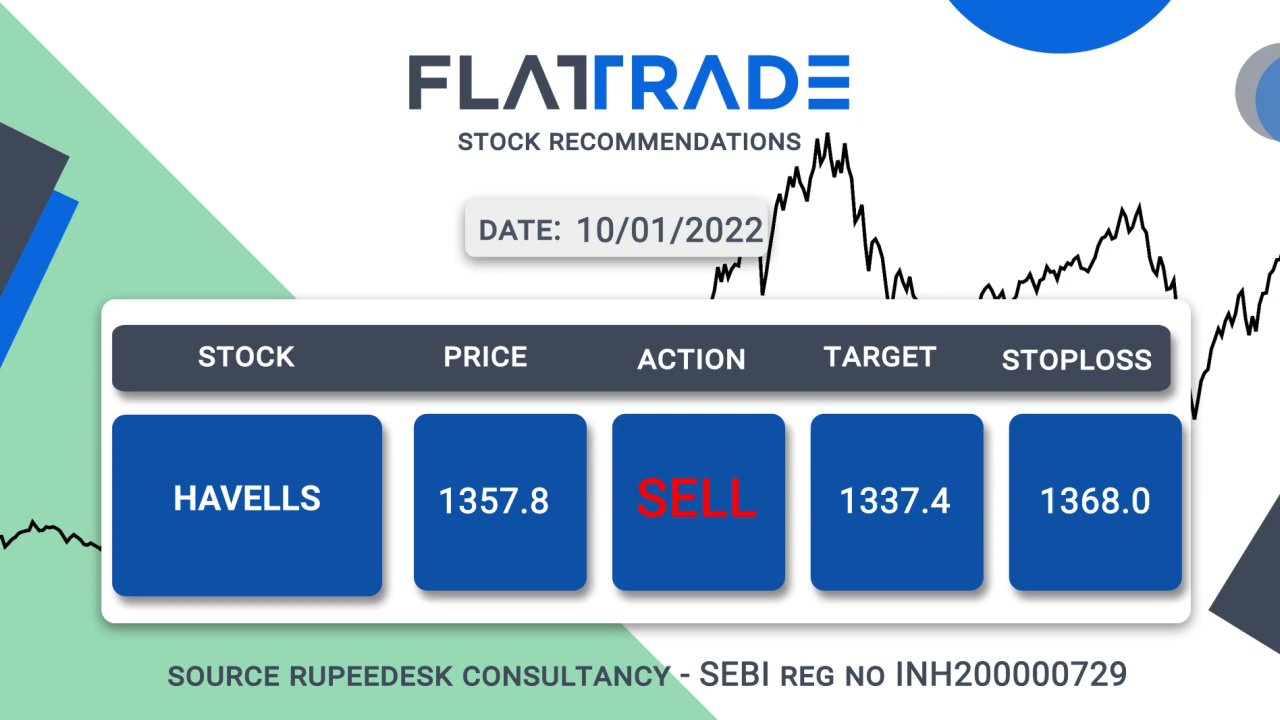 FLATTRADE
STOCK RECOMMENDATIONS
DATE: 10/01/2022
STOCK PRICE ACTION TARGET STOPLOSS
HAVELLS 1357.8 SELL 1337.4 1368.0
SOURCE RUPEEDESK CONSULTANCY - SEBI REG NO INH200000729